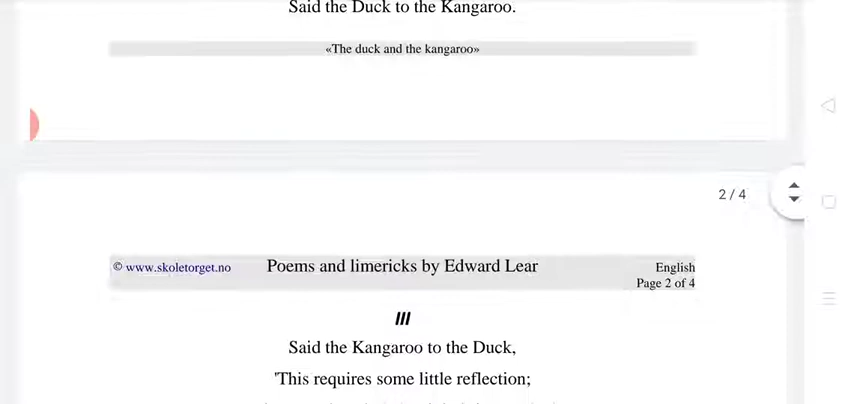 Said the Duck to the Kangaroo.
«The duck and the kangaroo»
2 / 4
© www.skoletorget.no Poems and limericks by Edward Lear English
Page 2 of 4
III
Said the Kangaroo to the Duck,
'This requires some little reflection;